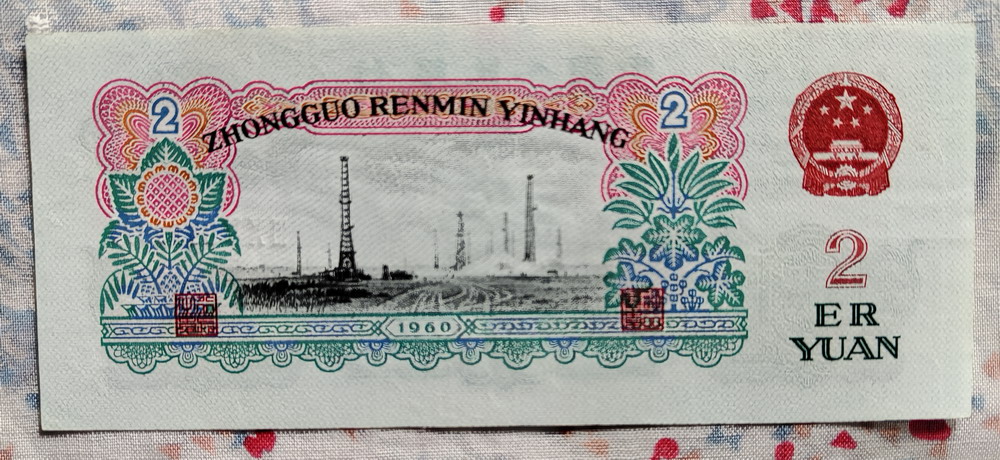 2
2
ZHONGGUO RENMIN YINHANG
1960
2
ER
YUAN